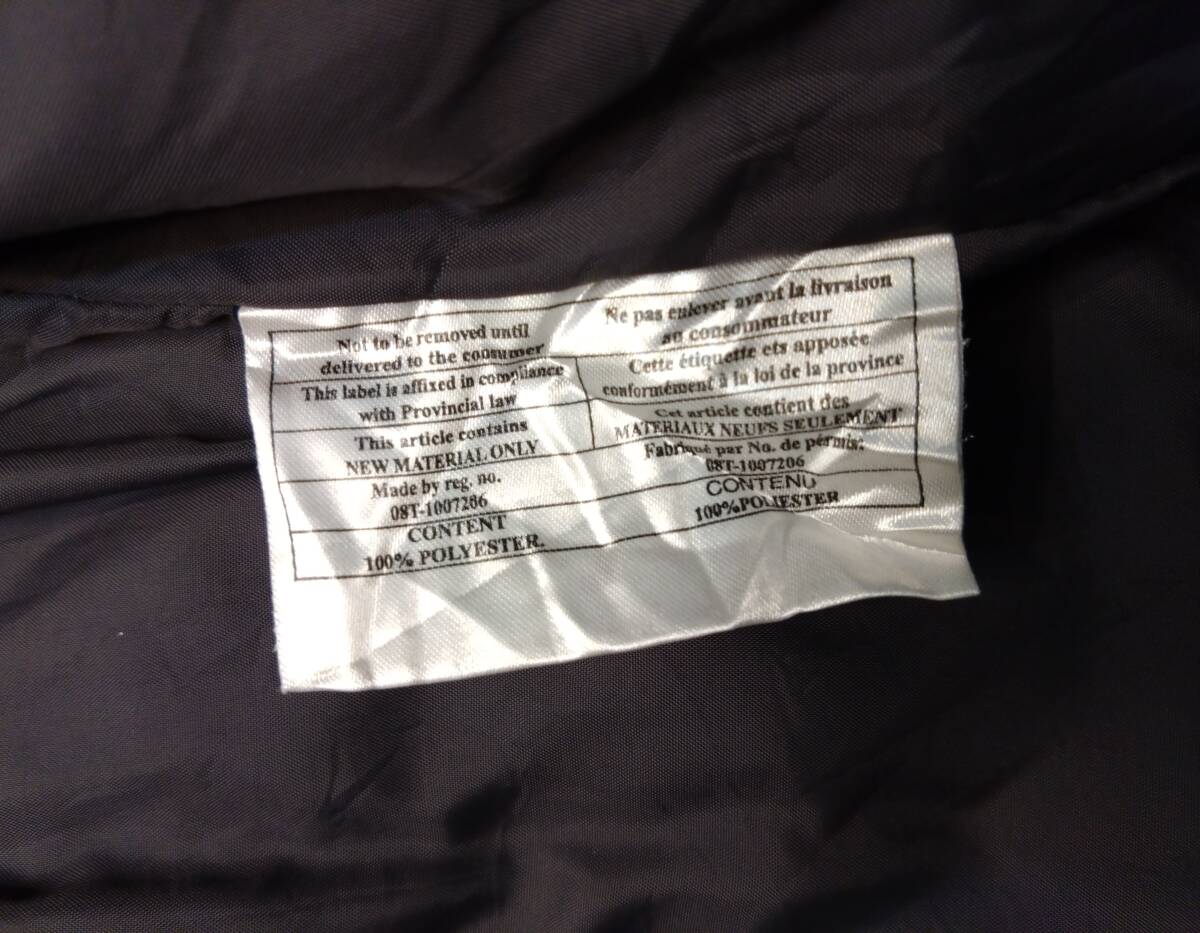 Not to be removed until
delivered to the consumer
This label is affixed in compliance
with Provincial law
This article contains
NEW MATERIAL ONLY
Made by reg. no.
08T-1007286
CONTENT
100% POLYESTER.
Ne pas enlever avant la livraison
au consommateur
Cette étiquette ets apposée
conformément à la loi de la province
Cet article contient des
MATERIAUX NEUFS SEULEMENT
Fabriqué par No. de permis:
08T-1007206
CONTENU
100%POLIESTER